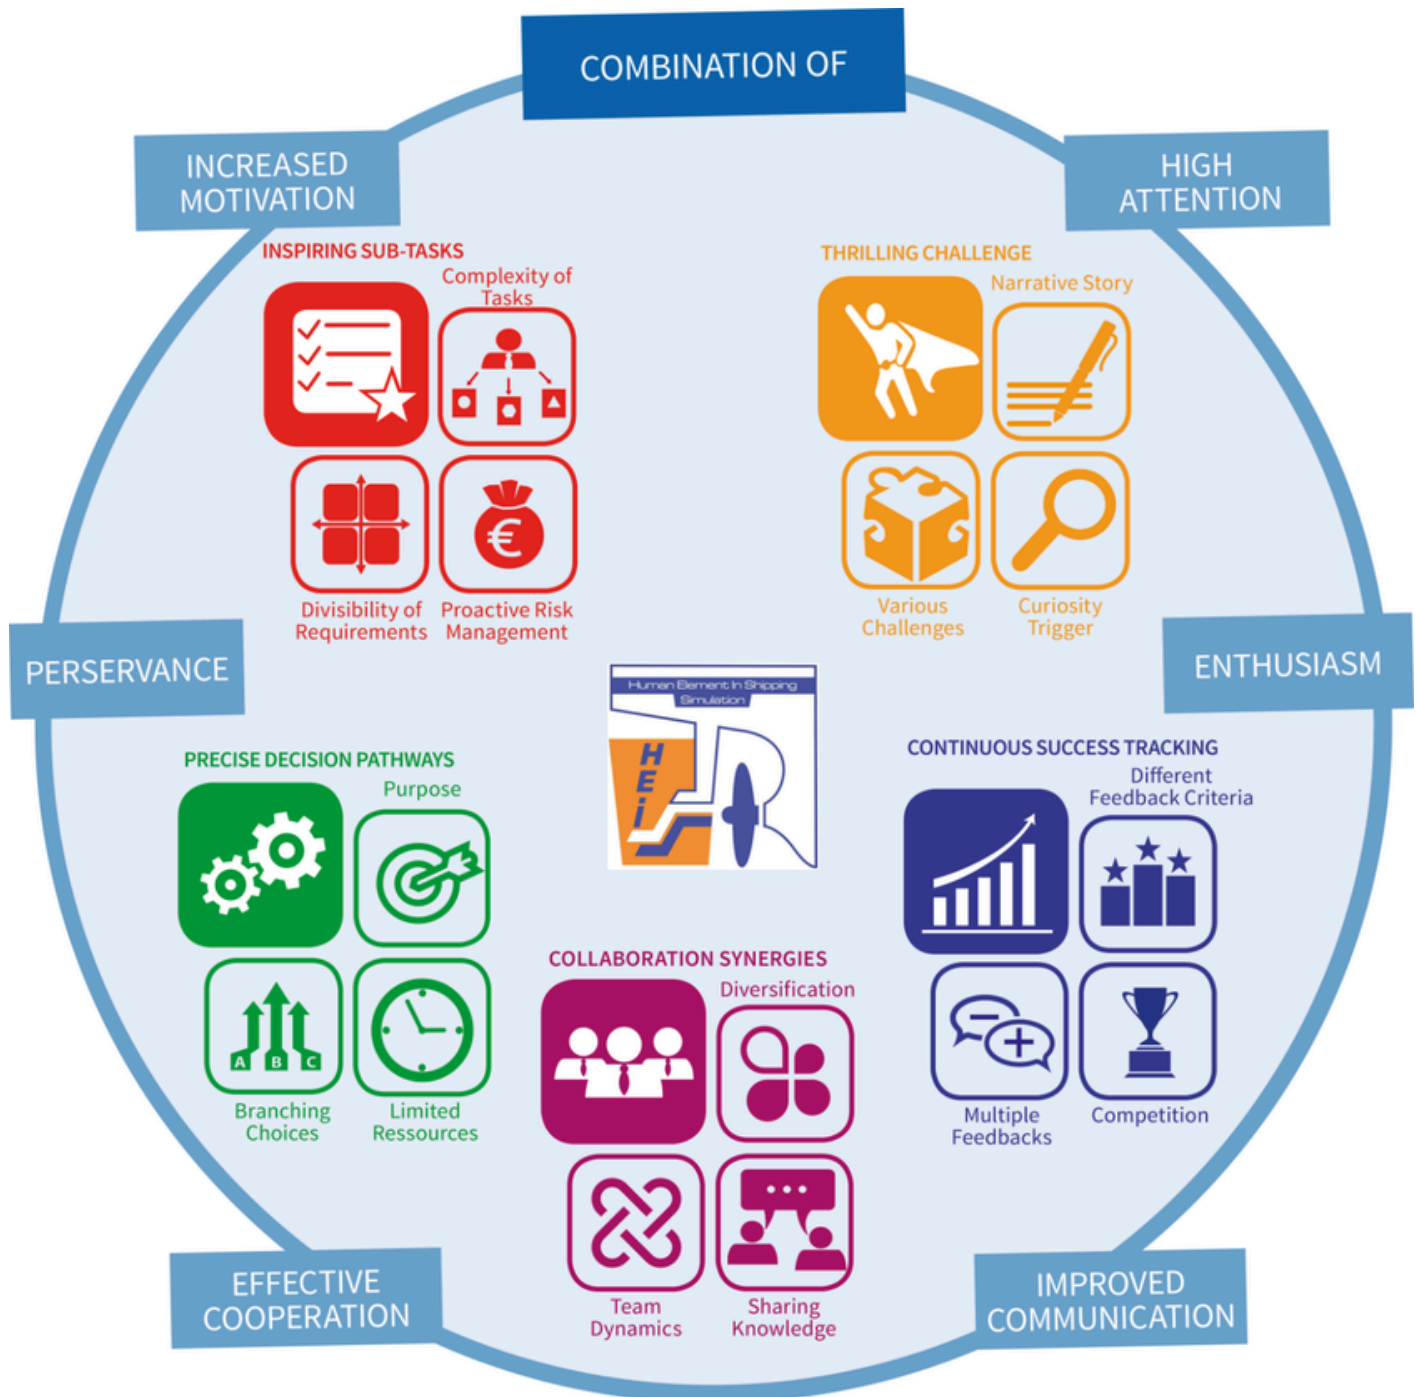 COMBINATION OF
INCREASED
MOTIVATION
HIGH
ATTENTION
INSPIRING SUB-TASKS
Complexity of
Tasks
Divisibility of
Requirements
€
Proactive Risk
Management
THRILLING CHALLENGE
Narrative Story
Various
Challenges
Curiosity
Trigger
PERSERVANCE
ENTHUSIASM
Human Element In Shipping
Simulation
HEi
PRECISE DECISION PATHWAYS
Purpose
A B C
Branching
Choices
Limited
Ressources
CONTINUOUS SUCCESS TRACKING
Different
Feedback Criteria
Multiple
Feedbacks
Competition
COLLABORATION SYNERGIES
Diversification
Team
Dynamics
Sharing
Knowledge
EFFECTIVE
COOPERATION
IMPROVED
COMMUNICATION